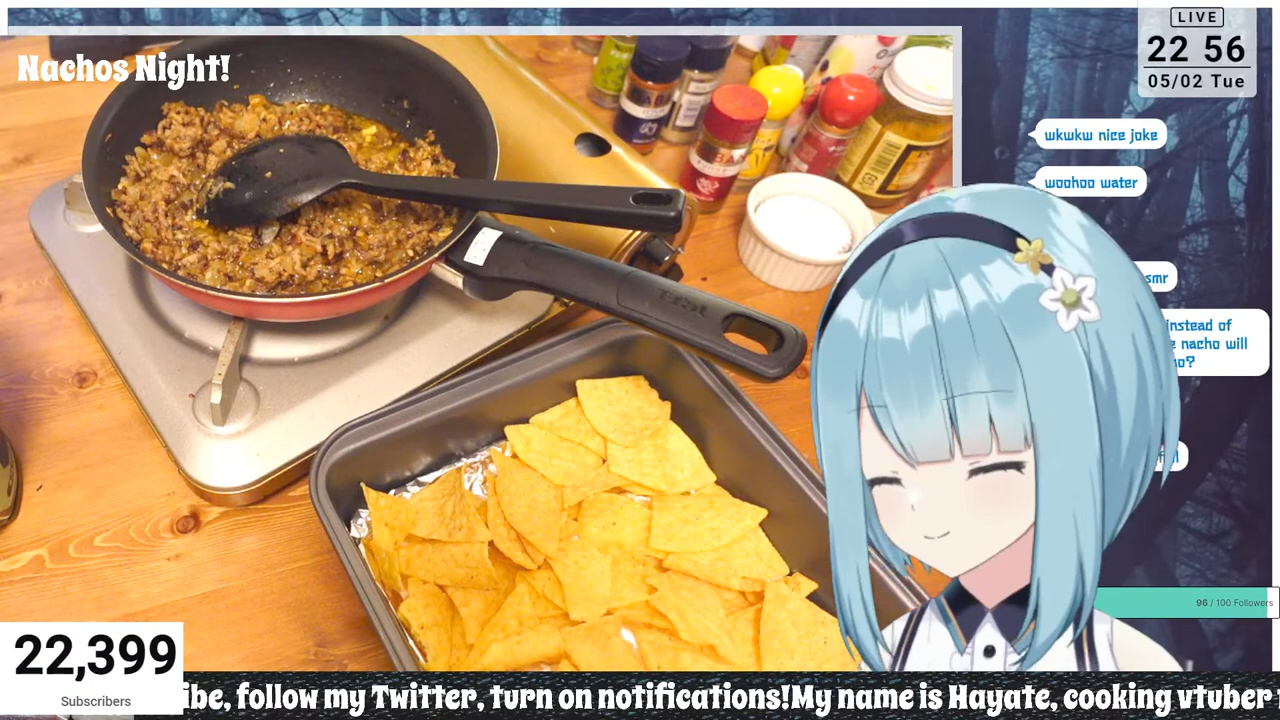 Nachos Night!
LIVE
22 56
05/02 Tue
wkwkw nice joke
woohoo water
smr
instead of
nacho will
96 / 100 Followers
22,399
Subscribers
ibe, follow my Twitter, turn on notifications!My name is Hayate, cooking vtuber